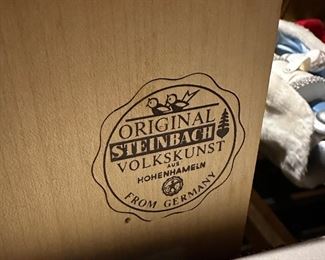 ORIGINAL
STEINBACH
VOLKSKUNST
AUS
HOHENHAMELN
FROM GERMANY